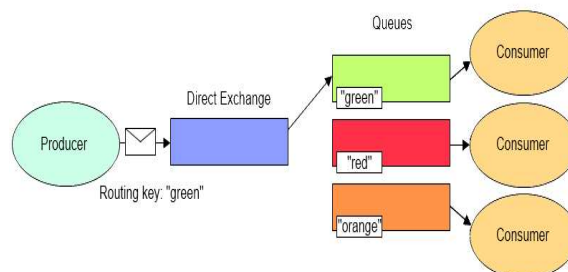 Queues
Consumer
"green"
Direct Exchange
Producer
Routing key: "green"
"red"
Consumer
"orange"
Consumer